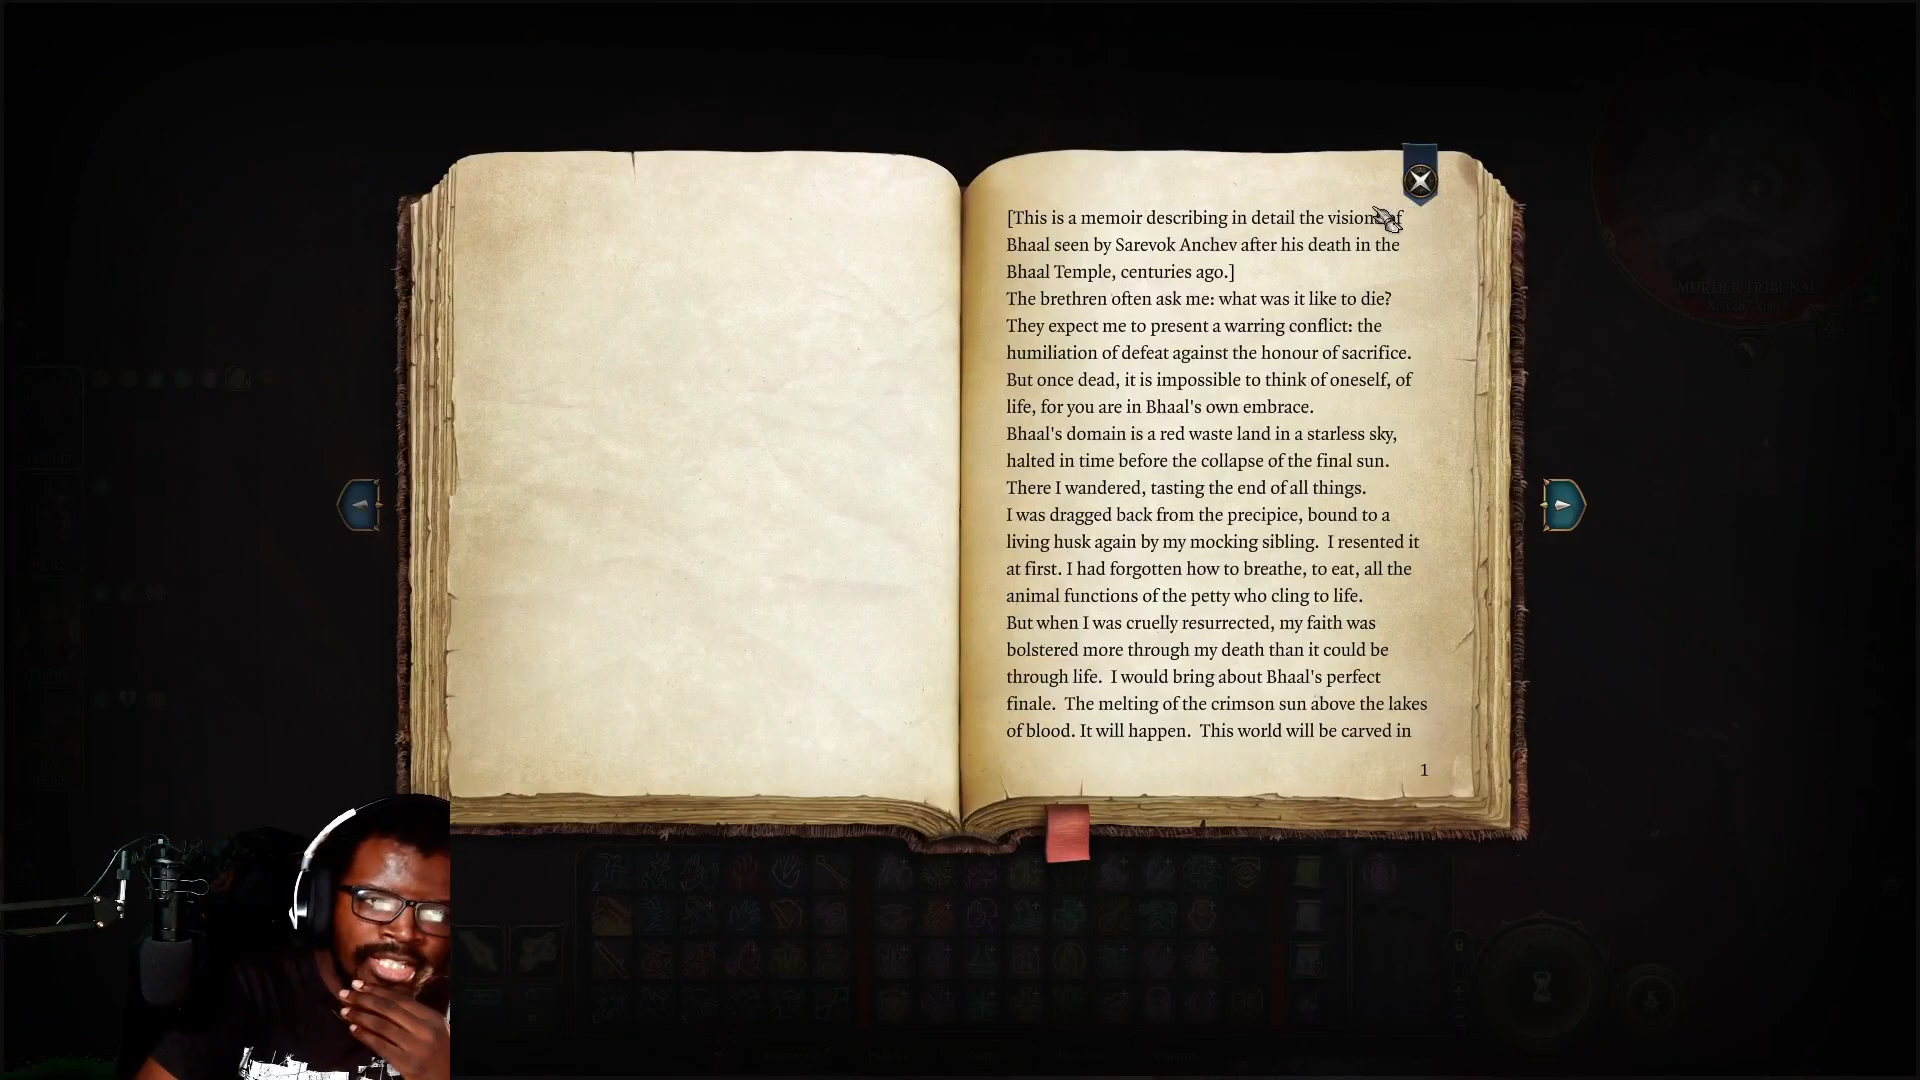 [This is a memoir describing in detail the visions of
Bhaal seen by Sarevok Anchev after his death in the
Bhaal Temple, centuries ago.]
The brethren often ask me: what was it like to die?
They expect me to present a warring conflict: the
humiliation of defeat against the honour of sacrifice.
But once dead, it is impossible to think of oneself, of
life, for you are in Bhaal's own embrace.
Bhaal's domain is a red waste land in a starless sky,
halted in time before the collapse of the final sun.
There I wandered, tasting the end of all things.
I was dragged back from the precipice, bound to a
living husk again by my mocking sibling.  I resented it
at first. I had forgotten how to breathe, to eat, all the
animal functions of the petty who cling to life.
But when I was cruelly resurrected, my faith was
bolstered more through my death than it could be
through life.  I would bring about Bhaal's perfect
finale.  The melting of the crimson sun above the lakes
of blood. It will happen.  This world will be carved in
1
MURDER TRIBUNAL